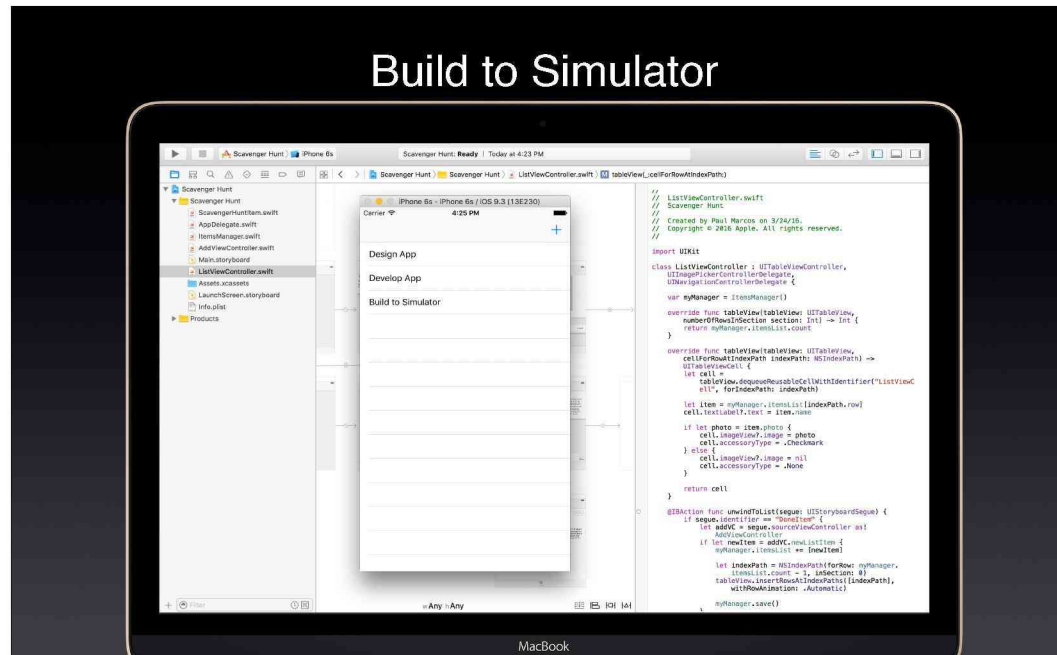 Build to Simulator
Scavenger Hunt
iPhone 6s
Scavenger Hunt: Ready | Today at 4:23 PM
Scavenger Hunt
Scavenger Hunt
ListViewController.swift
M
tableView(_:cellForRowAtIndexPath:)
Scavenger Hunt
Scavenger Hunt
ScavengerHuntItem.swift
AppDelegate.swift
ItemsManager.swift
AddViewController.swift
Main.storyboard
ListViewController.swift
Assets.xcassets
LaunchScreen.storyboard
Info.plist
Products
Filter
iPhone 6s - iPhone 6s / iOS 9.3 (13E230)
Carrier
4:25 PM
+
Design App
Develop App
Build to Simulator
wAny hAny
//
// ListViewController.swift
// Scavenger Hunt
//
// Created by Paul Marcos on 3/24/16.
// Copyright © 2016 Apple. All rights reserved.
//
import UIKit
class ListViewController : UITableViewController,
UIImagePickerControllerDelegate,
UINavigationControllerDelegate {
var myManager = ItemsManager()
override func tableView(tableView: UITableView,
numberOfRowsInSection section: Int) -> Int {
return myManager.itemsList.count
}
override func tableView(tableView: UITableView,
cellForRowAtIndexPath indexPath: NSIndexPath) ->
UITableViewCell {
let cell =
tableView.dequeueReusableCellWithIdentifier("ListViewC
ell", forIndexPath: indexPath)
let item = myManager.itemsList[indexPath.row]
cell.textLabel?.text = item.name
if let photo = item.photo {
cell.imageView?.image = photo
cell.accessoryType = .Checkmark
} else {
cell.imageView?.image = nil
cell.accessoryType = .None
}
return cell
}
@IBAction func unwindToList(segue: UIStoryboardSegue) {
if segue.identifier == "DoneItem" {
let addVC = segue.sourceViewController as!
AddViewController
if let newItem = addVC.newListItem {
myManager.itemsList += [newItem]
let indexPath = NSIndexPath(forRow: myManager.
itemsList.count - 1, inSection: 0)
tableView.insertRowsAtIndexPaths([indexPath],
withRowAnimation: .Automatic)
myManager.save()
MacBook